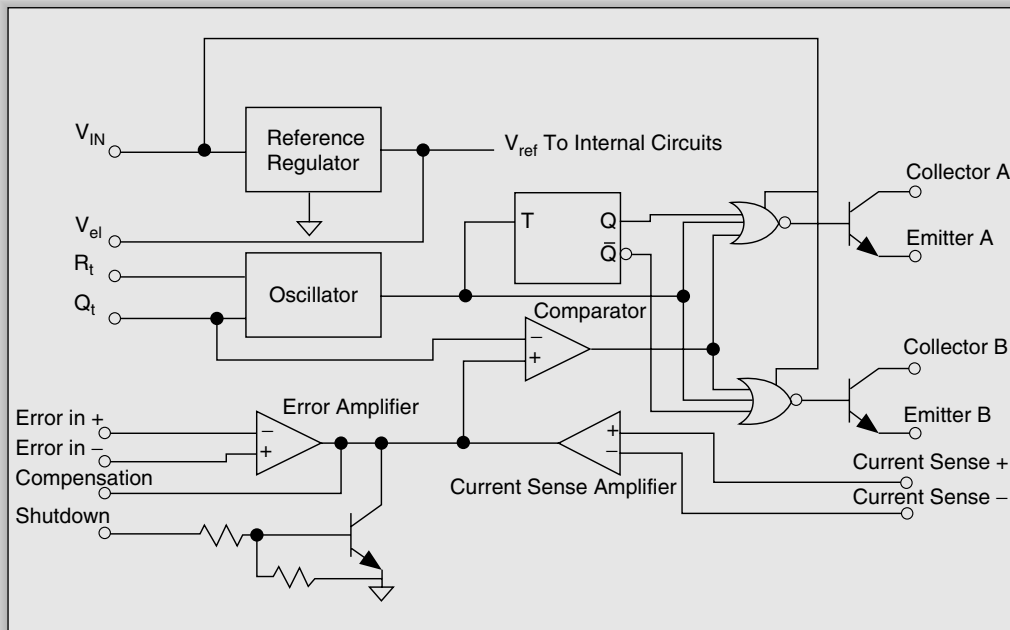 V_IN
Reference
Regulator
V_ref To Internal Circuits
Collector A
V_el
T
Q
Q̄
Emitter A
R_t
Oscillator
Q_t
Comparator
−
+
Collector B
Error in +
Error Amplifier
Emitter B
−
+
Error in −
+
−
Current Sense +
Compensation
Current Sense Amplifier
Current Sense −
Shutdown